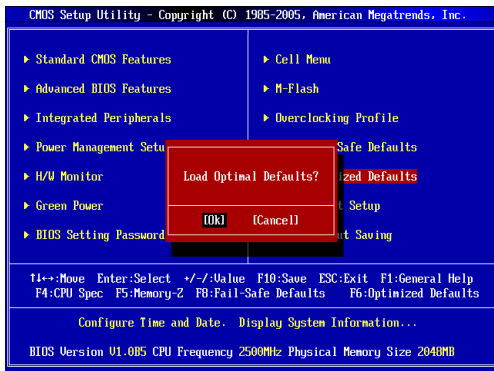 CMOS Setup Utility - Copyright (C) 1985-2005, American Megatrends, Inc.
Standard CMOS Features
Cell Menu
Advanced BIOS Features
M-Flash
Integrated Peripherals
Overclocking Profile
Power Management Setu
Safe Defaults
H/W Monitor
Load Optimal Defaults?
ized Defaults
Green Power
[Ok] [Cancel]
t Setup
BIOS Setting Password
ut Saving
↑↓↔:Move Enter:Select +/-/:Value F10:Save ESC:Exit F1:General Help
F4:CPU Spec F5:Memory-Z F8:Fail-Safe Defaults F6:Optimized Defaults
Configure Time and Date. Display System Information...
BIOS Version V1.0B5 CPU Frequency 2500MHz Physical Memory Size 2048MB